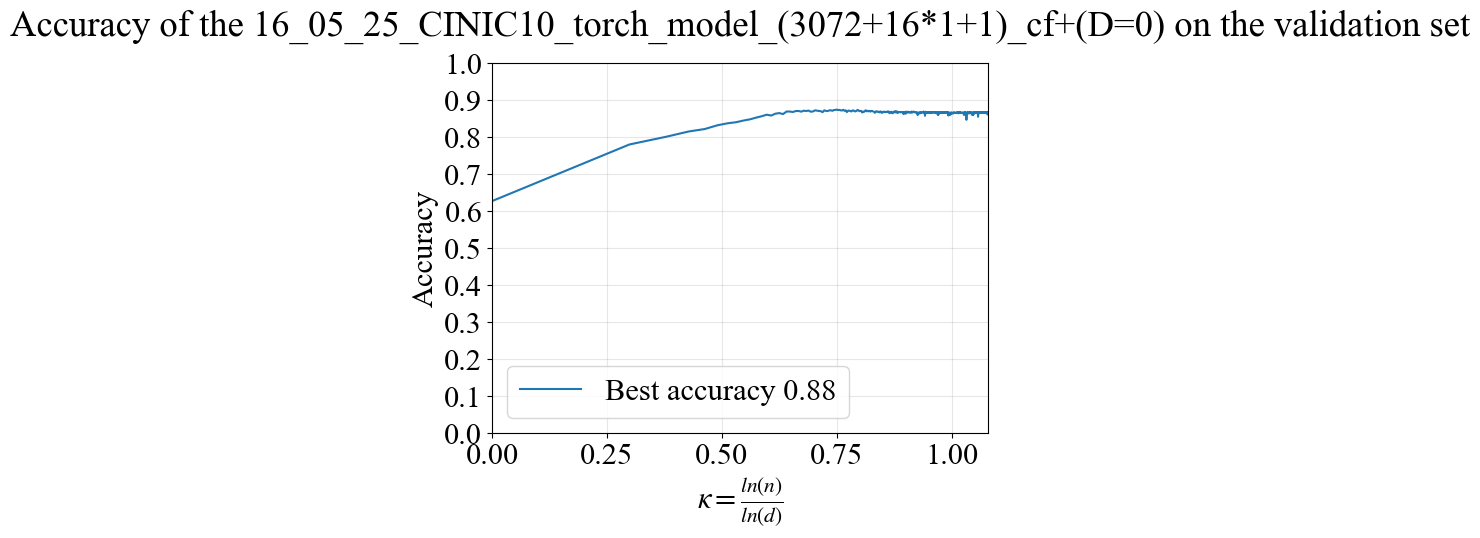 Accuracy of the 16_05_25_CINIC10_torch_model_(3072+16*1+1)_cf+(D=0) on the validation set
1.0
0.9
0.8
0.7
0.6
0.5
0.4
0.3
0.2
0.1
0.0
Accuracy
Best accuracy 0.88
0.00 0.25 0.50 0.75 1.00
κ = ln(n)/ln(d)